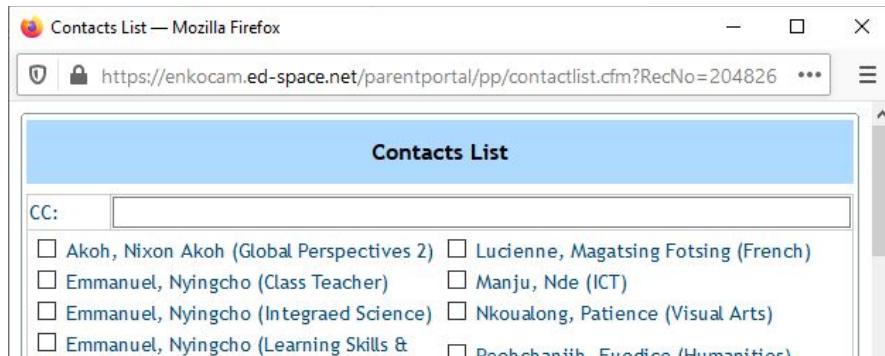 Contacts List — Mozilla Firefox
https://enkocam.ed-space.net/parentportal/pp/contactlist.cfm?RecNo=204826
Contacts List
CC:
Akoh, Nixon Akoh (Global Perspectives 2) Lucienne, Magatsing Fotsing (French)
Emmanuel, Nyingcho (Class Teacher) Manju, Nde (ICT)
Emmanuel, Nyingcho (Integraed Science) Nkoualong, Patience (Visual Arts)
Emmanuel, Nyingcho (Learning Skills &
(Humanities)